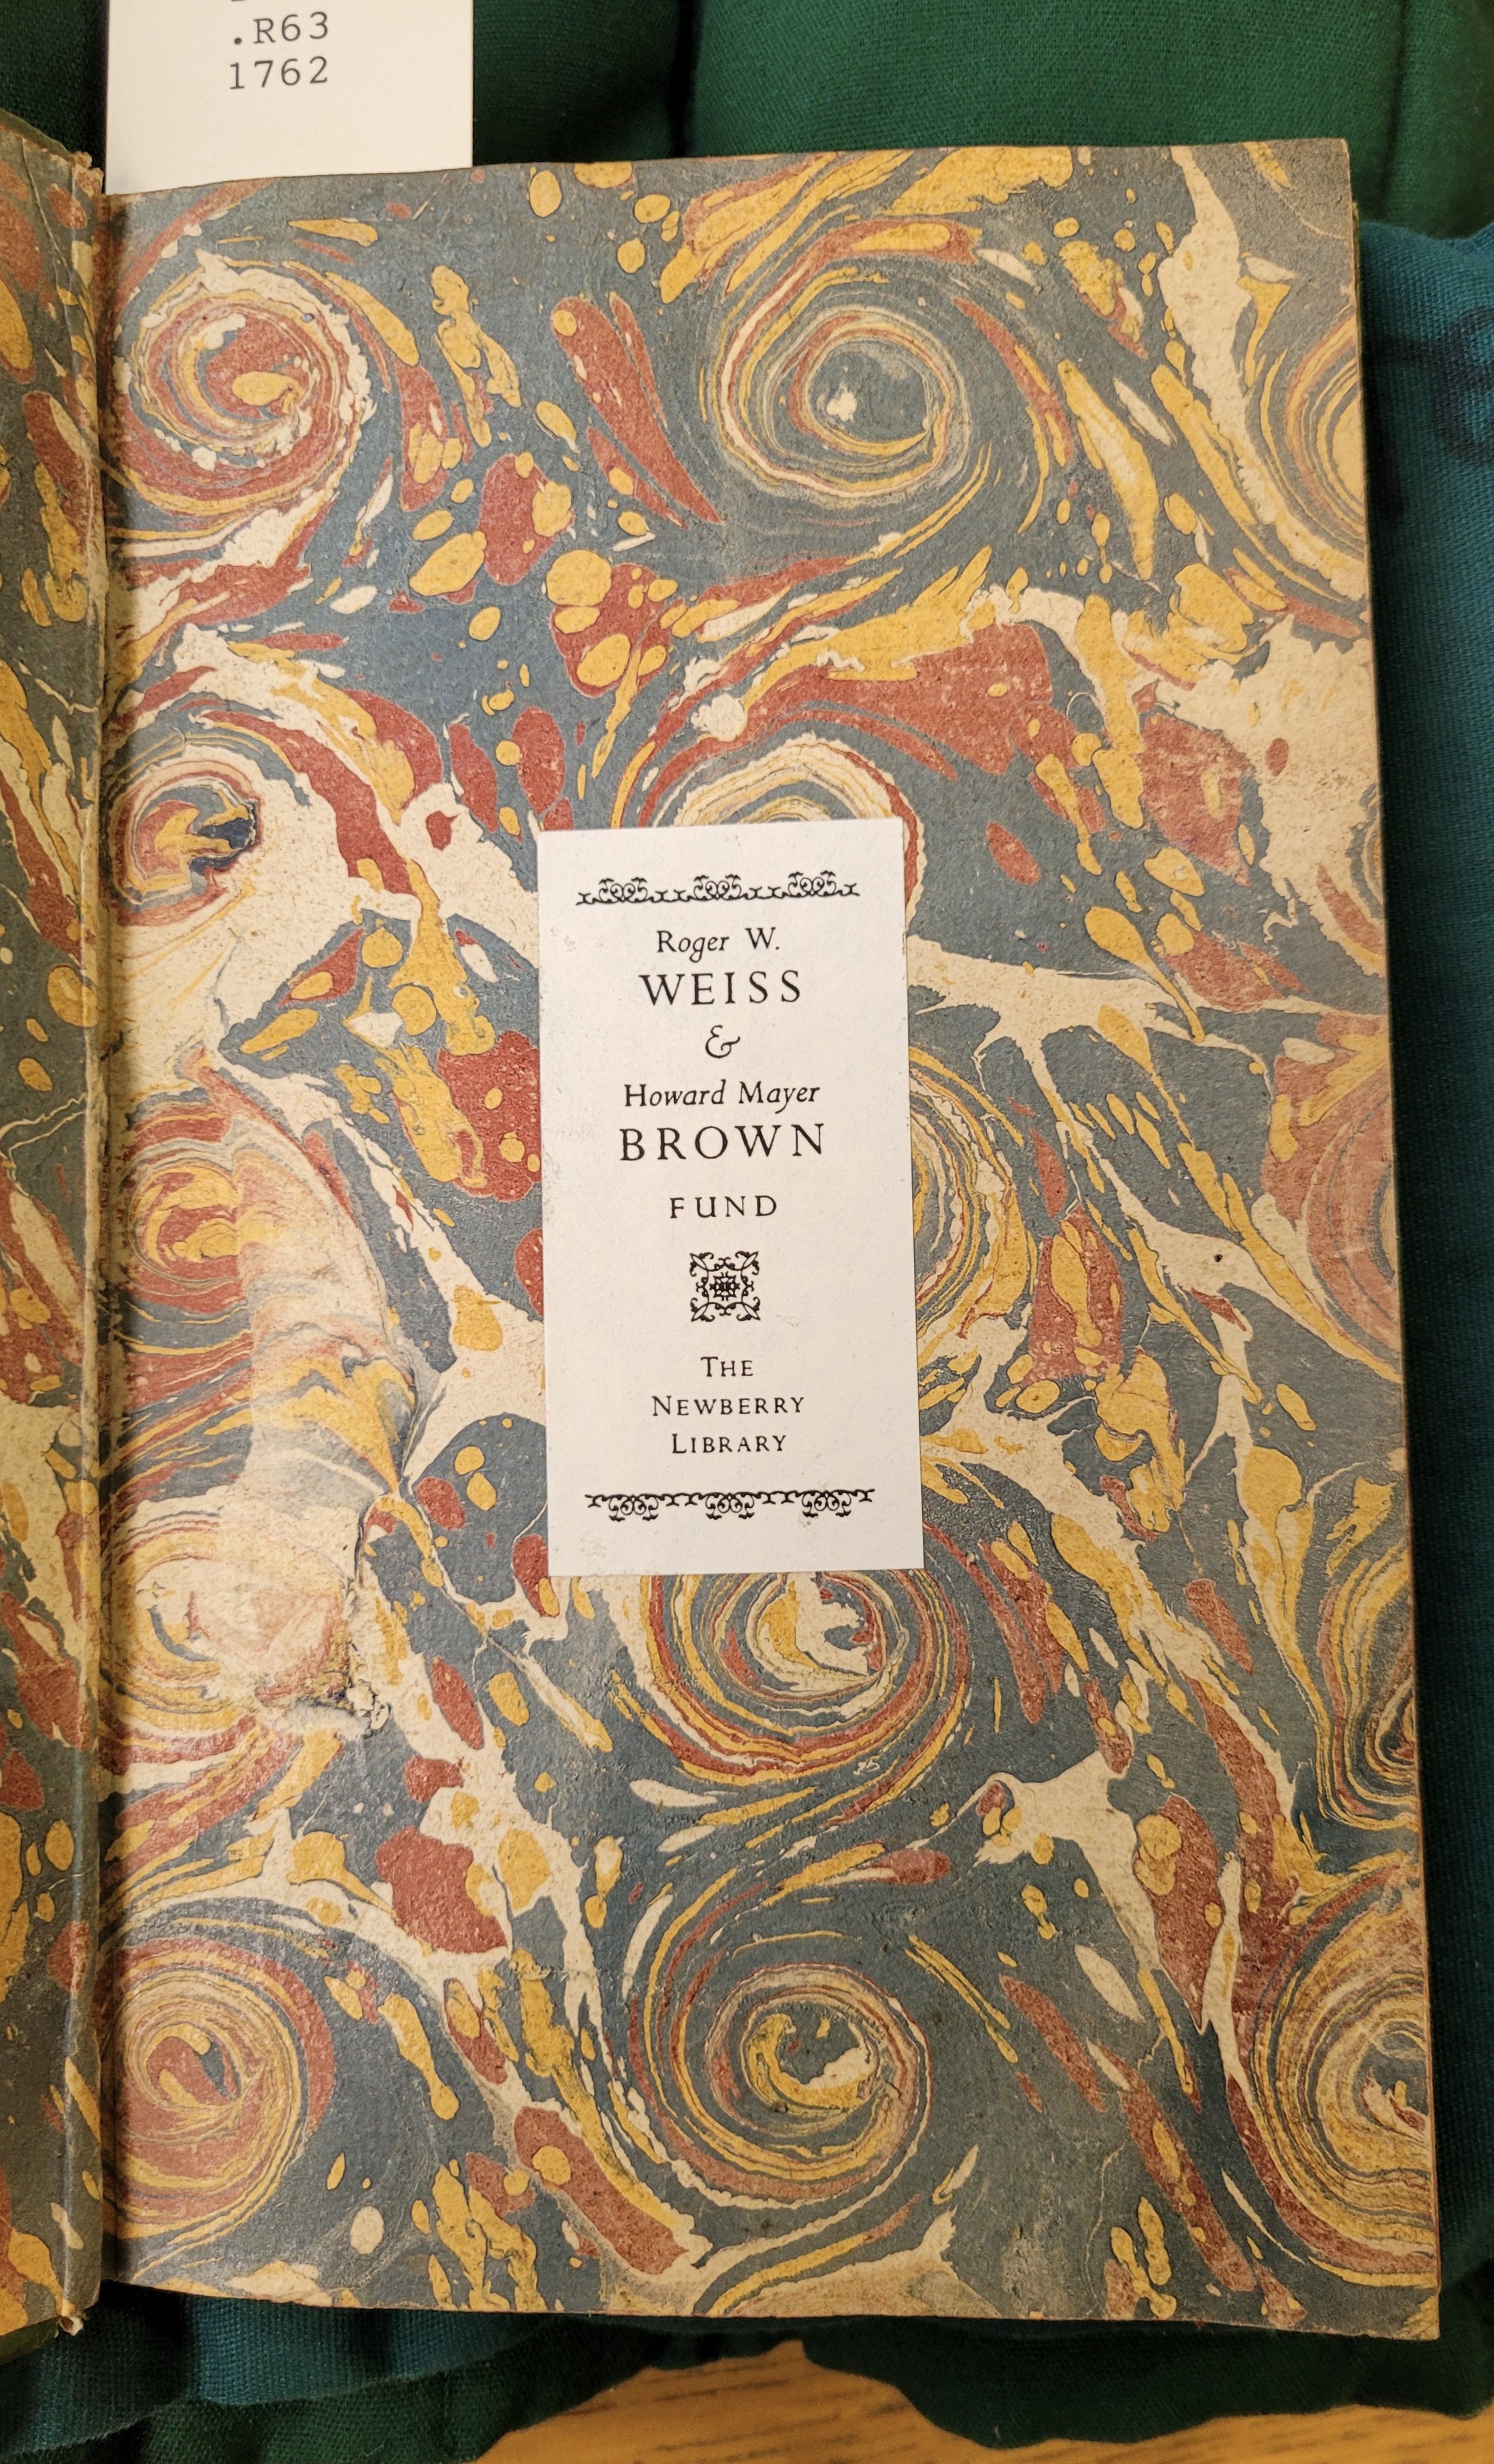 .R63
1762
Roger W.
WEISS
&
Howard Mayer
BROWN
FUND
THE
NEWBERRY
LIBRARY